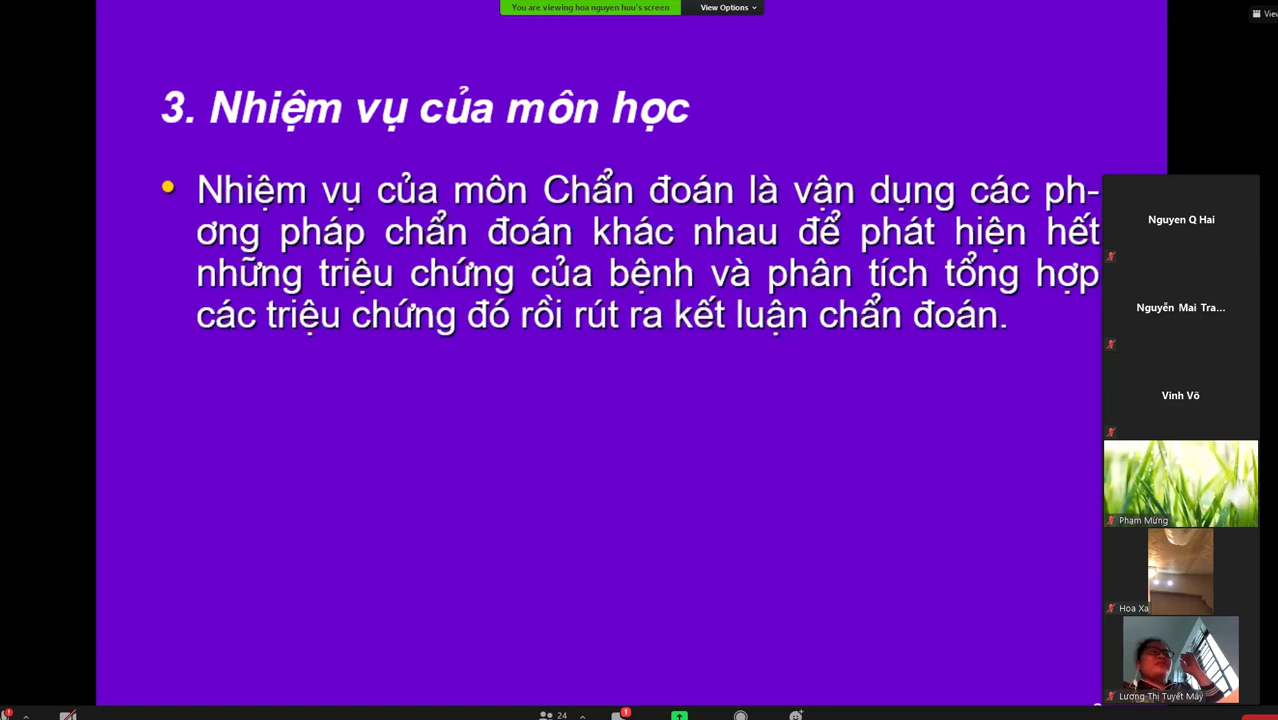 You are viewing hoa nguyen huu's screen
View Options
View
3. Nhiệm vụ của môn học
Nhiệm vụ của môn Chẩn đoán là vận dụng các ph-
ơng pháp chẩn đoán khác nhau để phát hiện hết
những triệu chứng của bệnh và phân tích tổng hợp
các triệu chứng đó rồi rút ra kết luận chẩn đoán.
Nguyen Q Hai
Nguyễn Mai Tra...
Vinh Võ
Phạm Mừng
Hoa Xa
Lương Thị Tuyết Mây
24
1